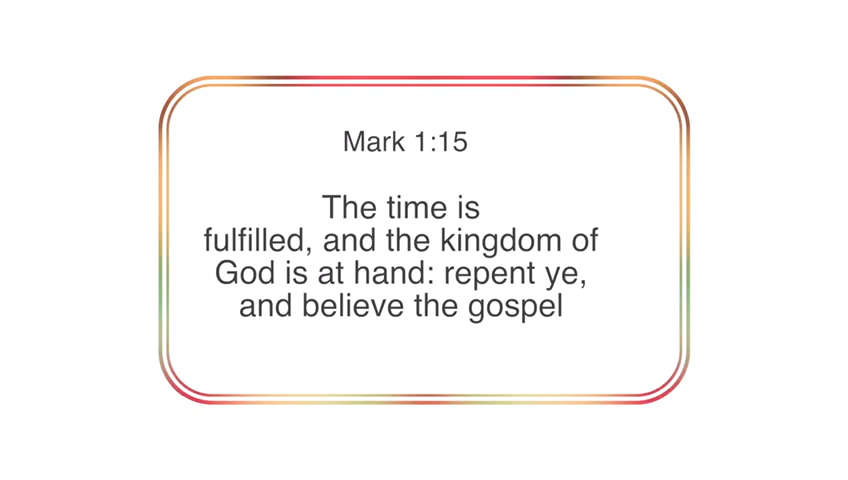 Mark 1:15
The time is
fulfilled, and the kingdom of
God is at hand: repent ye,
and believe the gospel